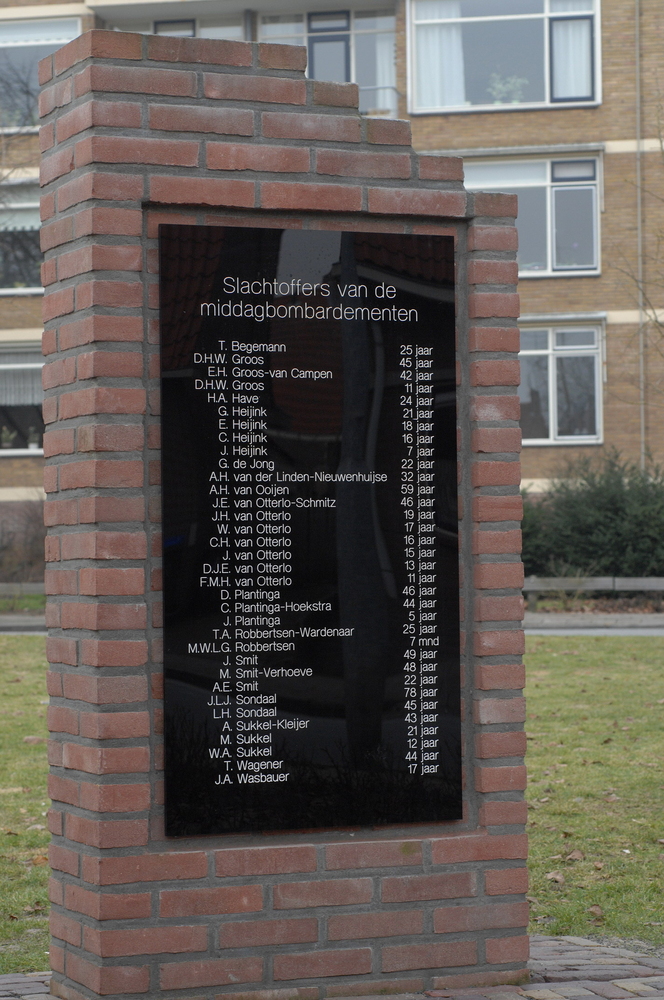 Slachtoffers van de
middagbombardementen
T. Begemann 25 jaar
D.H.W. Groos 45 jaar
E.H. Groos-van Campen 42 jaar
D.H.W. Groos 11 jaar
H.A. Have 24 jaar
G. Heijink 21 jaar
E. Heijink 18 jaar
C. Heijink 16 jaar
J. Heijink 7 jaar
G. de Jong 22 jaar
A.H. van der Linden-Nieuwenhuijse 32 jaar
A.H. van Ooijen 59 jaar
J.E. van Otterlo-Schmitz 46 jaar
J.H. van Otterlo 19 jaar
W. van Otterlo 17 jaar
C.H. van Otterlo 16 jaar
J. van Otterlo 15 jaar
D.J.E. van Otterlo 13 jaar
F.M.H. van Otterlo 11 jaar
D. Plantinga 46 jaar
C. Plantinga-Hoekstra 44 jaar
J. Plantinga 5 jaar
T.A. Robbertsen-Wardenaar 25 jaar
M.W.L.G. Robbertsen 7 mnd
J. Smit 49 jaar
M. Smit-Verhoeve 48 jaar
A.E. Smit 22 jaar
J.L.J. Sondaal 78 jaar
L.H. Sondaal 45 jaar
A. Sukkel-Kleijer 43 jaar
M. Sukkel 21 jaar
W.A. Sukkel 12 jaar
T. Wagener 44 jaar
J.A. Wasbauer 17 jaar